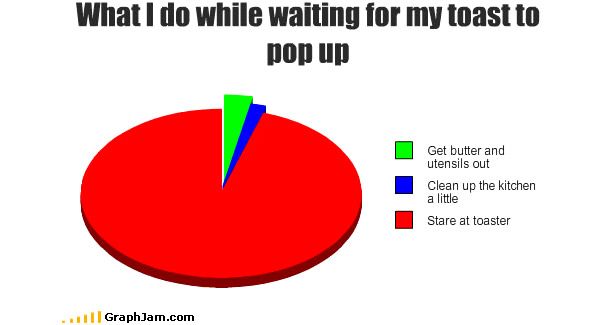 What I do while waiting for my toast to
pop up
Get butter and
utensils out
Clean up the kitchen
a little
Stare at toaster
GraphJam.com